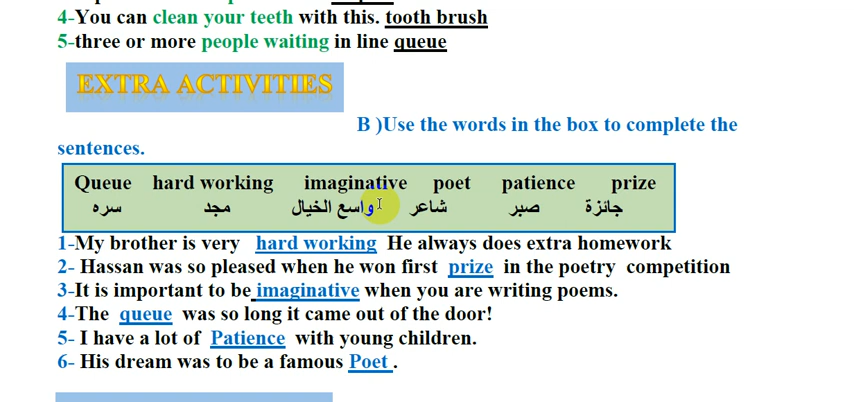 4-You can clean your teeth with this. tooth brush
5-three or more people waiting in line queue
EXTRA ACTIVITIES
B )Use the words in the box to complete the
sentences.
Queue hard working imaginative poet patience prize
سره مجد واسع الخيال شاعر صبر جائزة
1-My brother is very hard working He always does extra homework
2- Hassan was so pleased when he won first prize in the poetry competition
3-It is important to be imaginative when you are writing poems.
4-The queue was so long it came out of the door!
5- I have a lot of Patience with young children.
6- His dream was to be a famous Poet .